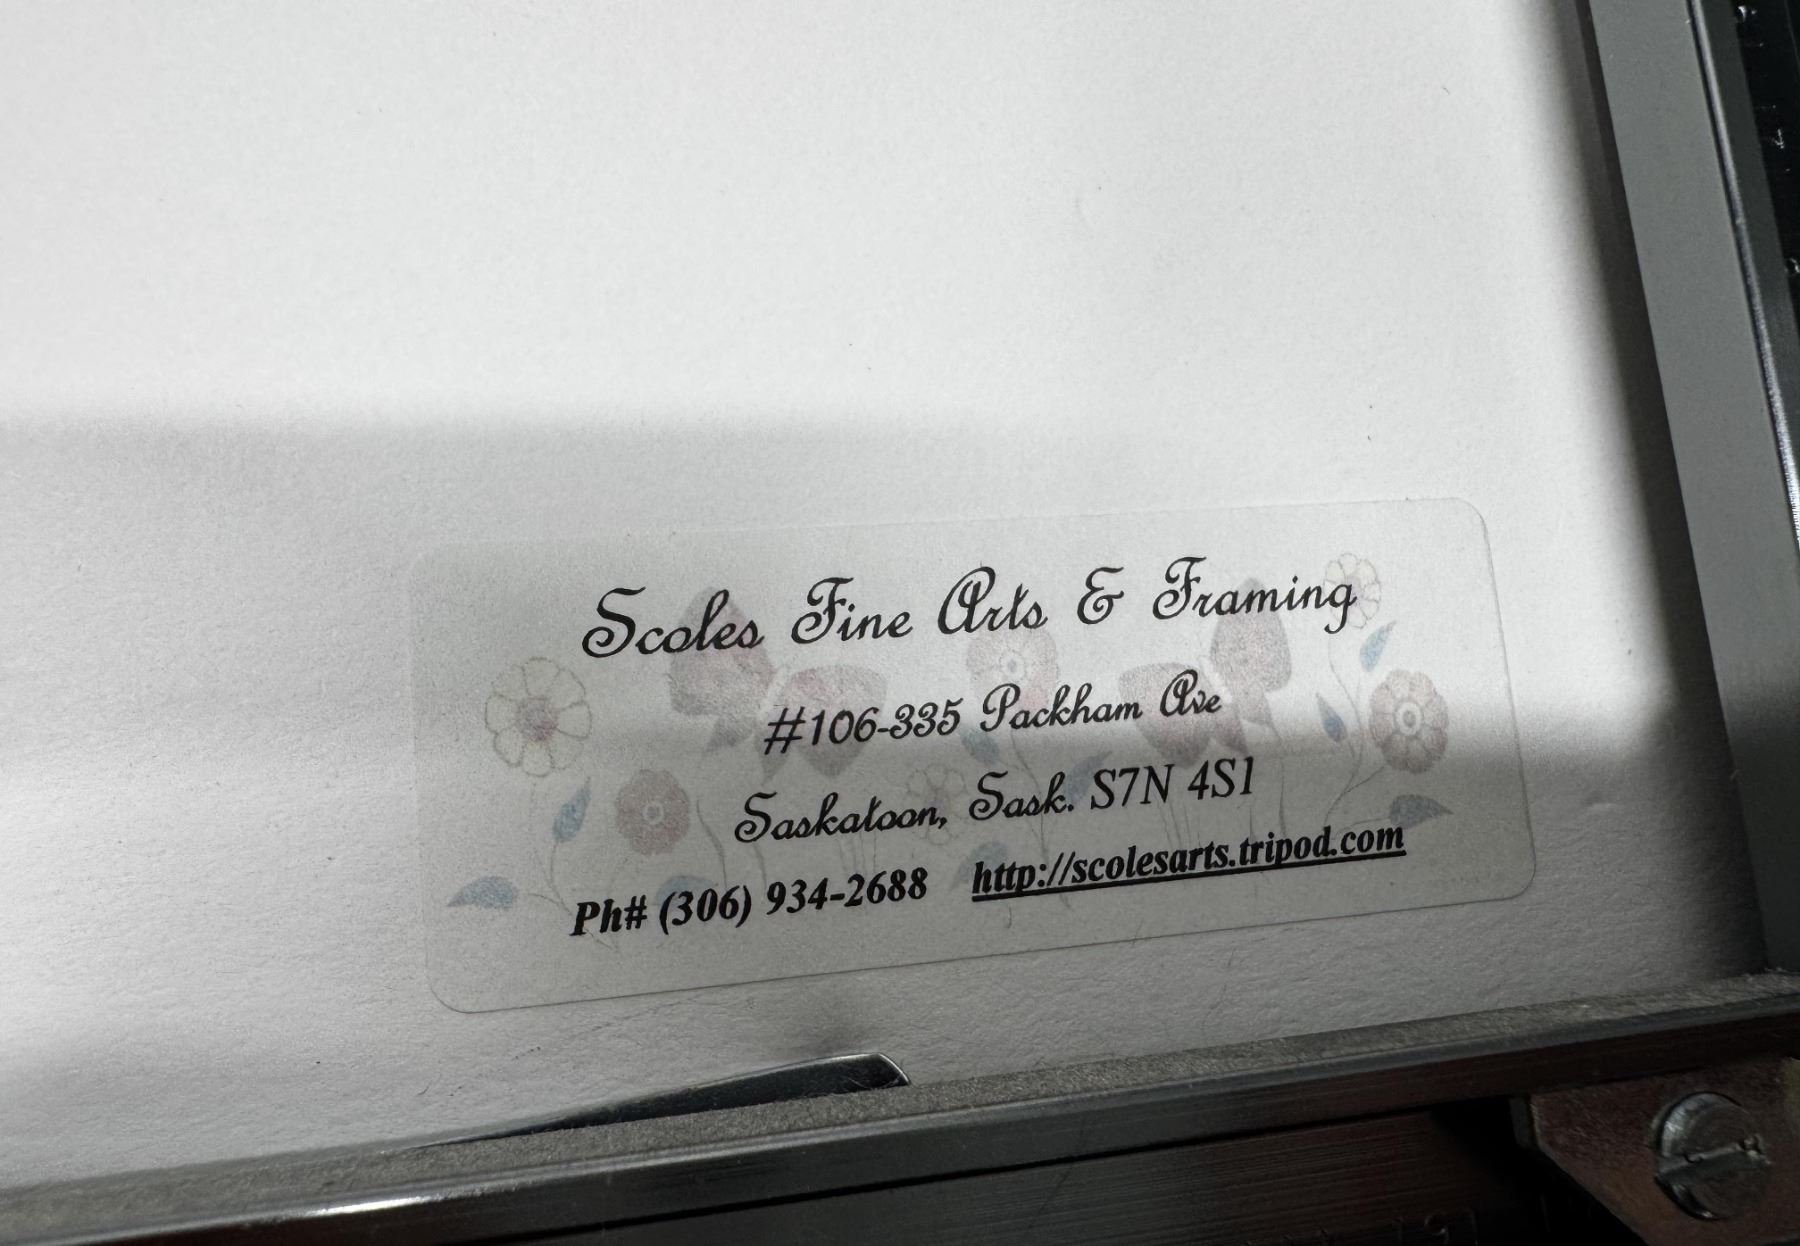 Scoles Fine Arts & Framing
#106-335 Packham Ave
Saskatoon, Sask. S7N 4S1
Ph# (306) 934-2688 http://scolesarts.tripod.com